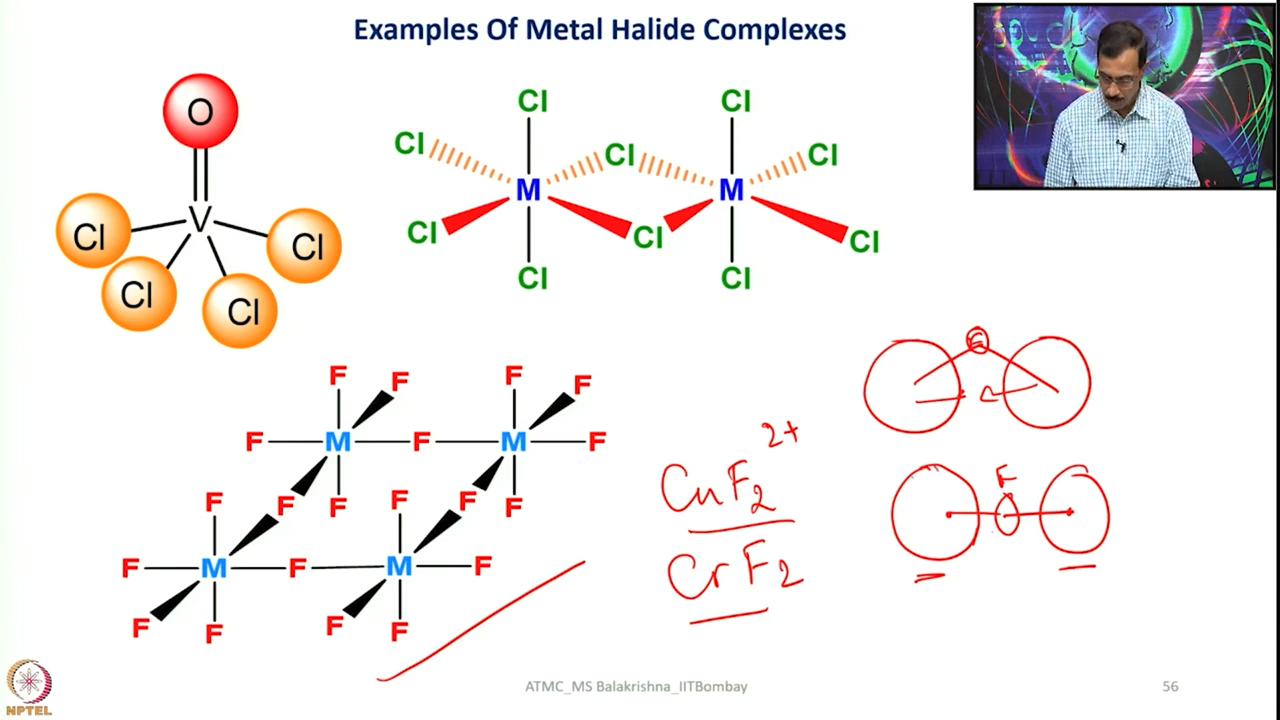 Examples Of Metal Halide Complexes
O
V
Cl Cl Cl Cl
Cl Cl
Cl Cl Cl
M M
Cl Cl Cl
Cl Cl
F F F F
F M F M F
F F F F
F F
F M F M F
F F F F
2+
CuF2
CrF2
F
F
ATMC_MS Balakrishna_IITBombay
56
NPTEL